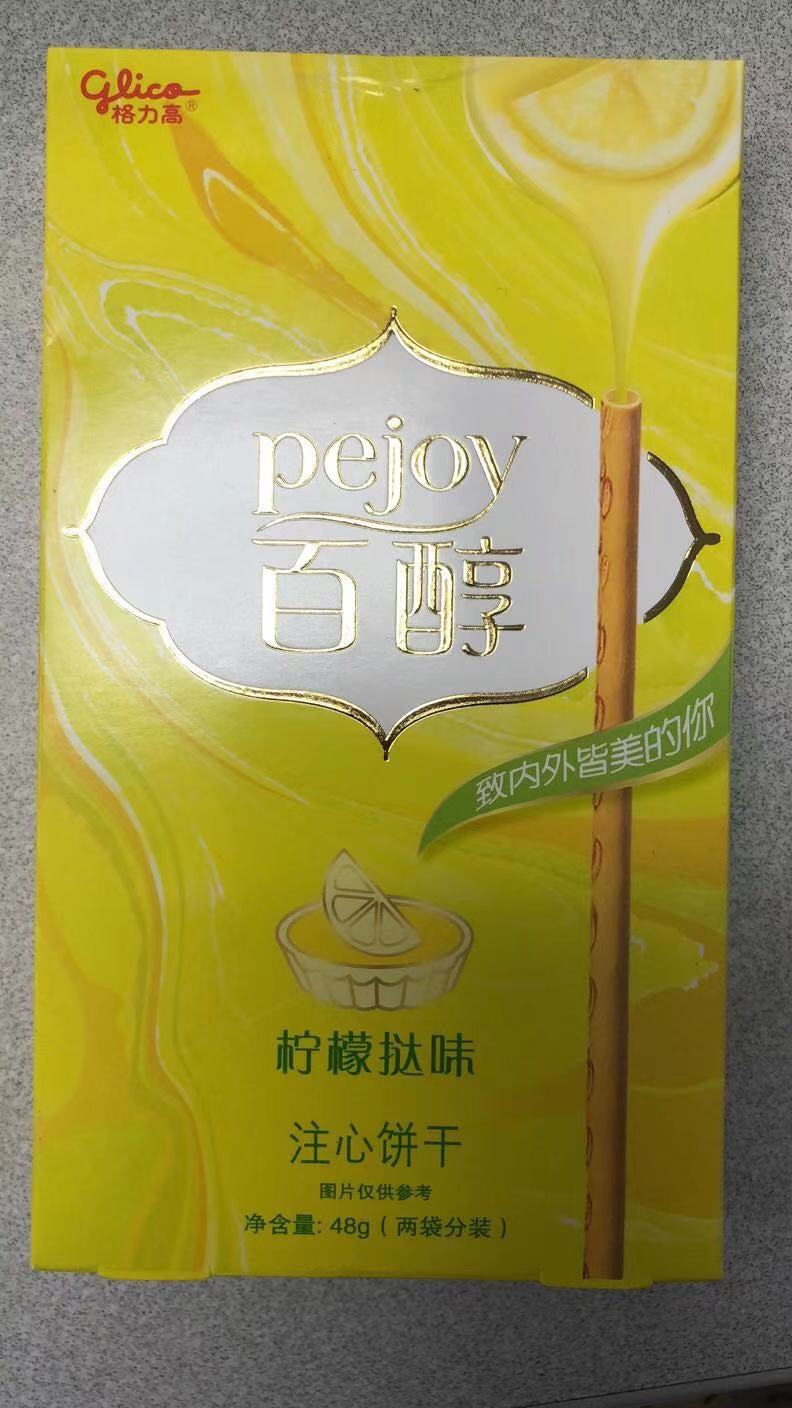 Glico
格力高®
pejoy
百醇
致内外皆美的你
柠檬挞味
注心饼干
图片仅供参考
净含量: 48g（两袋分装）